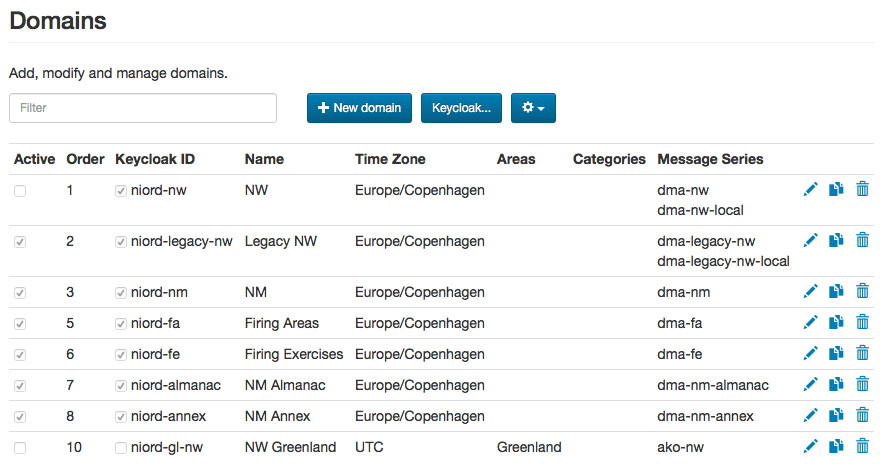 Domains
Add, modify and manage domains.
Filter
New domain
Keycloak...
Active Order Keycloak ID Name Time Zone Areas Categories Message Series
1 niord-nw NW Europe/Copenhagen dma-nw
dma-nw-local
2 niord-legacy-nw Legacy NW Europe/Copenhagen dma-legacy-nw
dma-legacy-nw-local
3 niord-nm NM Europe/Copenhagen dma-nm
5 niord-fa Firing Areas Europe/Copenhagen dma-fa
6 niord-fe Firing Exercises Europe/Copenhagen dma-fe
7 niord-almanac NM Almanac Europe/Copenhagen dma-nm-almanac
8 niord-annex NM Annex Europe/Copenhagen dma-nm-annex
10 niord-gl-nw NW Greenland UTC Greenland ako-nw